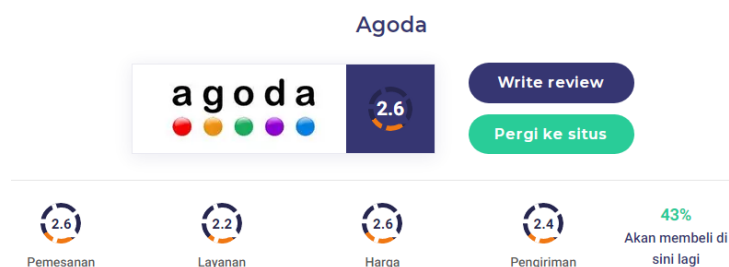 Agoda
agoda
2.6
Write review
Pergi ke situs
2.6
2.2
2.6
2.4
43%
Pemesanan
Layanan
Harga
Pengiriman
Akan membeli di
sini lagi